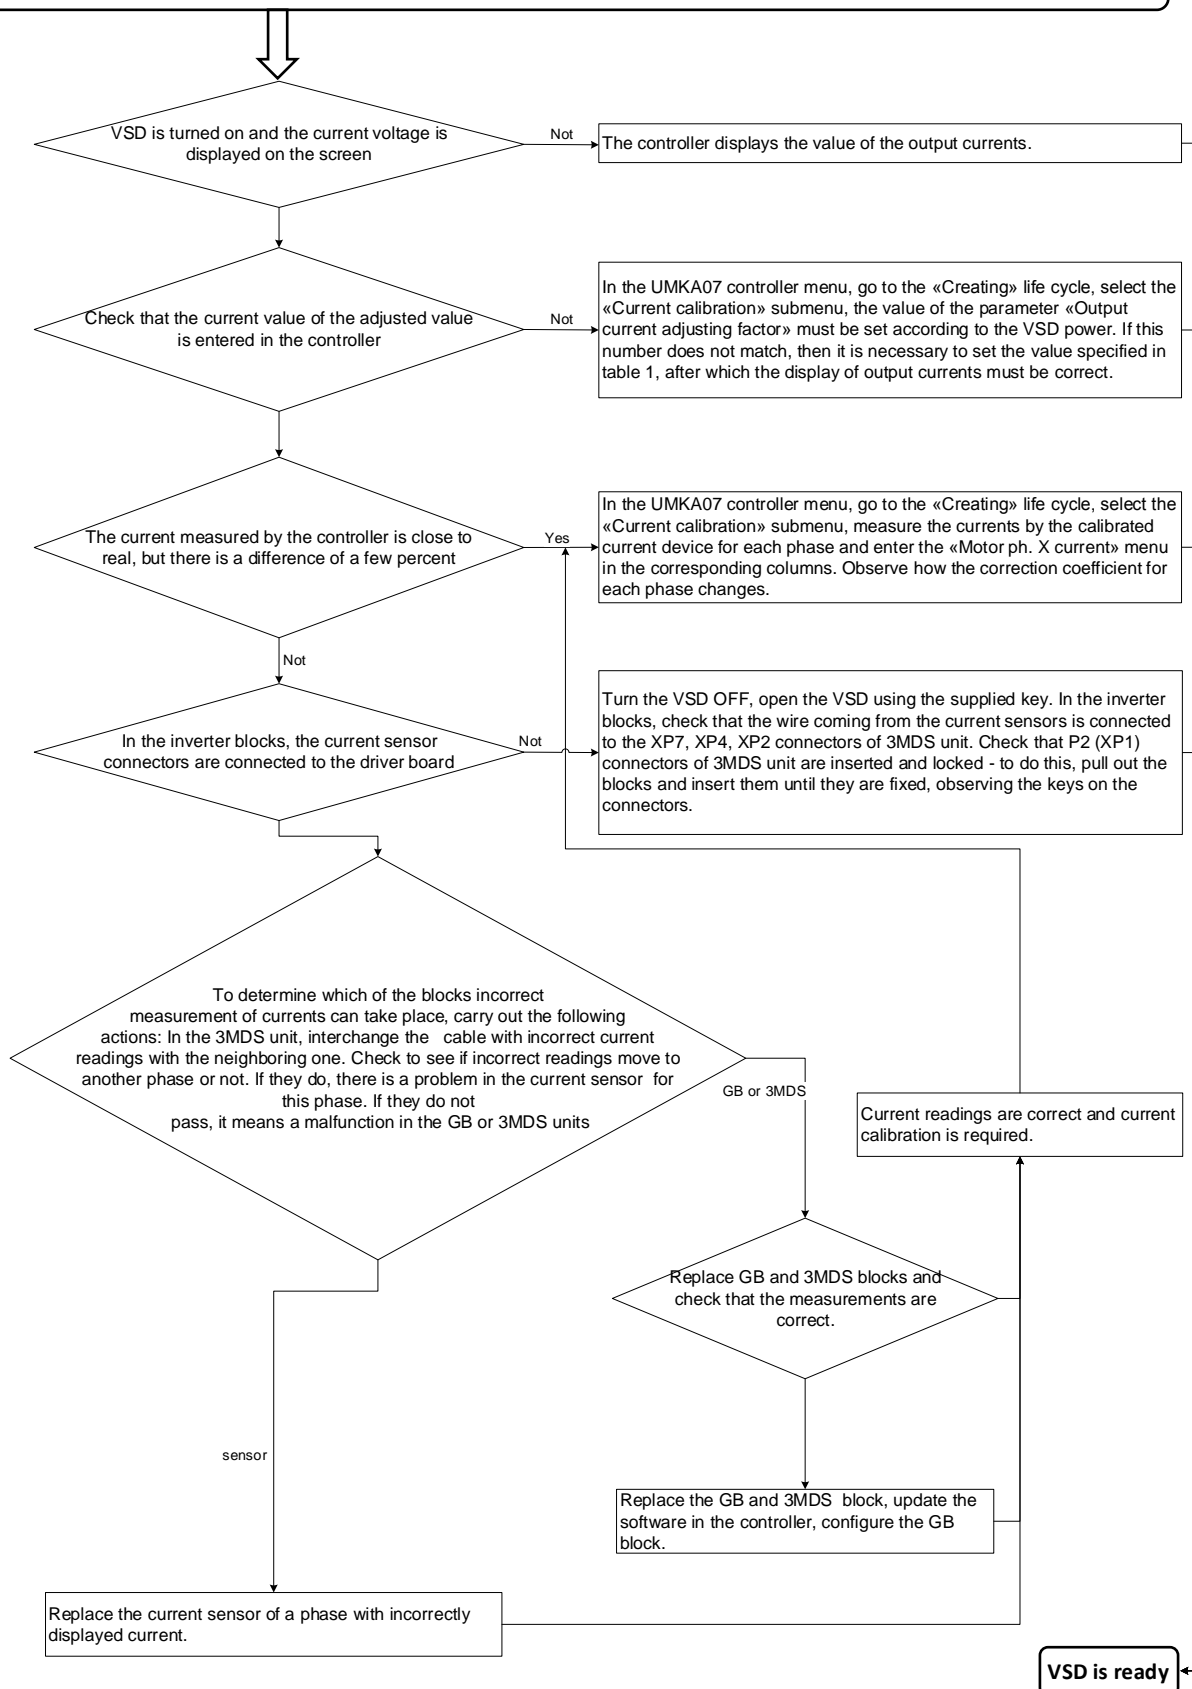 VSD is turned on and the current voltage is
displayed on the screen
Not
The controller displays the value of the output currents.
Check that the current value of the adjusted value
is entered in the controller
Not
In the UMKA07 controller menu, go to the «Creating» life cycle, select the
«Current calibration» submenu, the value of the parameter «Output
current adjusting factor» must be set according to the VSD power. If this
number does not match, then it is necessary to set the value specified in
table 1, after which the display of output currents must be correct.
The current measured by the controller is close to
real, but there is a difference of a few percent
Yes
In the UMKA07 controller menu, go to the «Creating» life cycle, select the
«Current calibration» submenu, measure the currents by the calibrated
current device for each phase and enter the «Motor ph. X current» menu
in the corresponding columns. Observe how the correction coefficient for
each phase changes.
Not
In the inverter blocks, the current sensor
connectors are connected to the driver board
Not
Turn the VSD OFF, open the VSD using the supplied key. In the inverter
blocks, check that the wire coming from the current sensors is connected
to the XP7, XP4, XP2 connectors of 3MDS unit. Check that P2 (XP1)
connectors of 3MDS unit are inserted and locked - to do this, pull out the
blocks and insert them until they are fixed, observing the keys on the
connectors.
To determine which of the blocks incorrect
measurement of currents can take place, carry out the following
actions: In the 3MDS unit, interchange the cable with incorrect current
readings with the neighboring one. Check to see if incorrect readings move to
another phase or not. If they do, there is a problem in the current sensor for
this phase. If they do not
pass, it means a malfunction in the GB or 3MDS units
GB or 3MDS
Current readings are correct and current
calibration is required.
Replace GB and 3MDS blocks and
check that the measurements are
correct.
sensor
Replace the GB and 3MDS block, update the
software in the controller, configure the GB
block.
Replace the current sensor of a phase with incorrectly
displayed current.
VSD is ready